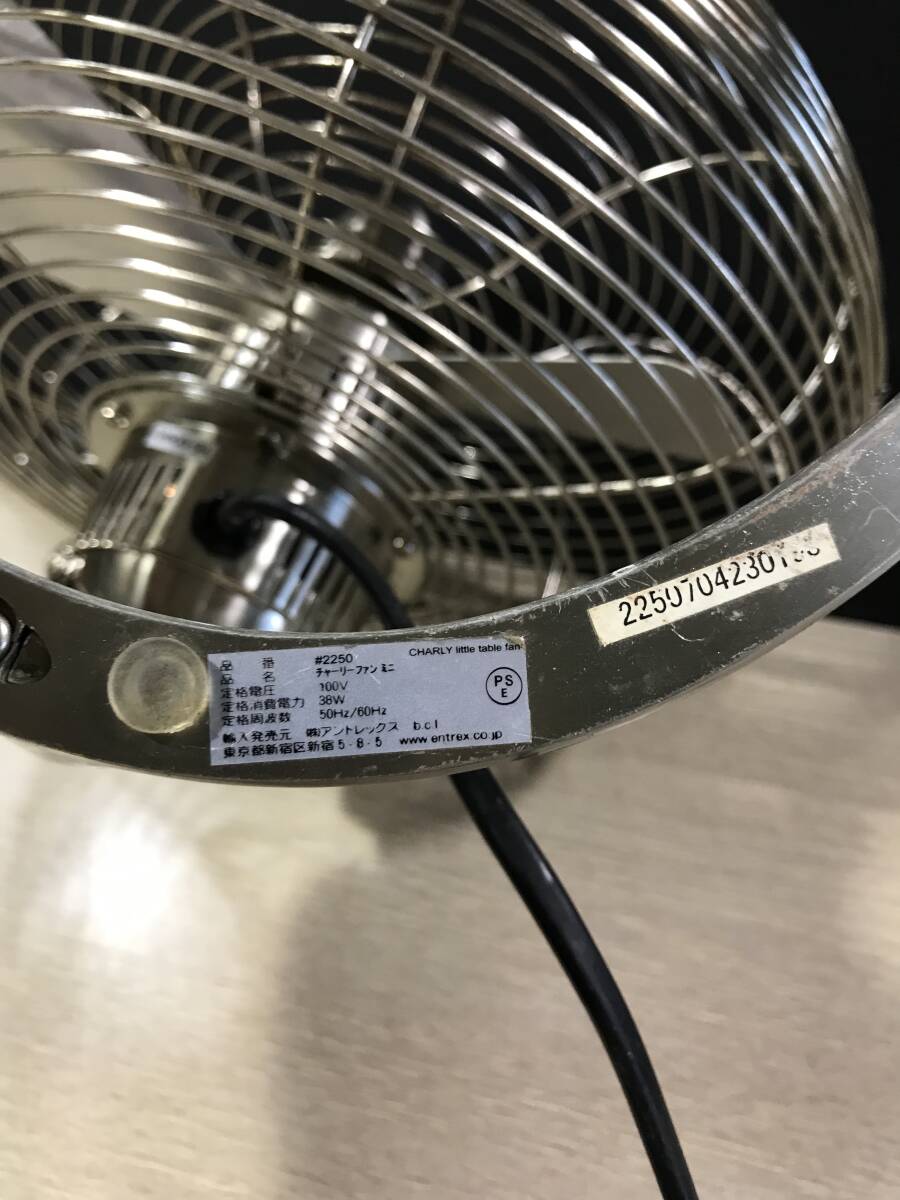 CHARLY little table fan
品 番 #2250
品 名 チャーリーファン ミニ
定格電圧 100V
定格消費電力 38W
定格周波数 50Hz/60Hz
輸入発売元 ㈱アントレックス b.c.l
東京都新宿区新宿5-8-5 www.entrex.co.jp
PS
E